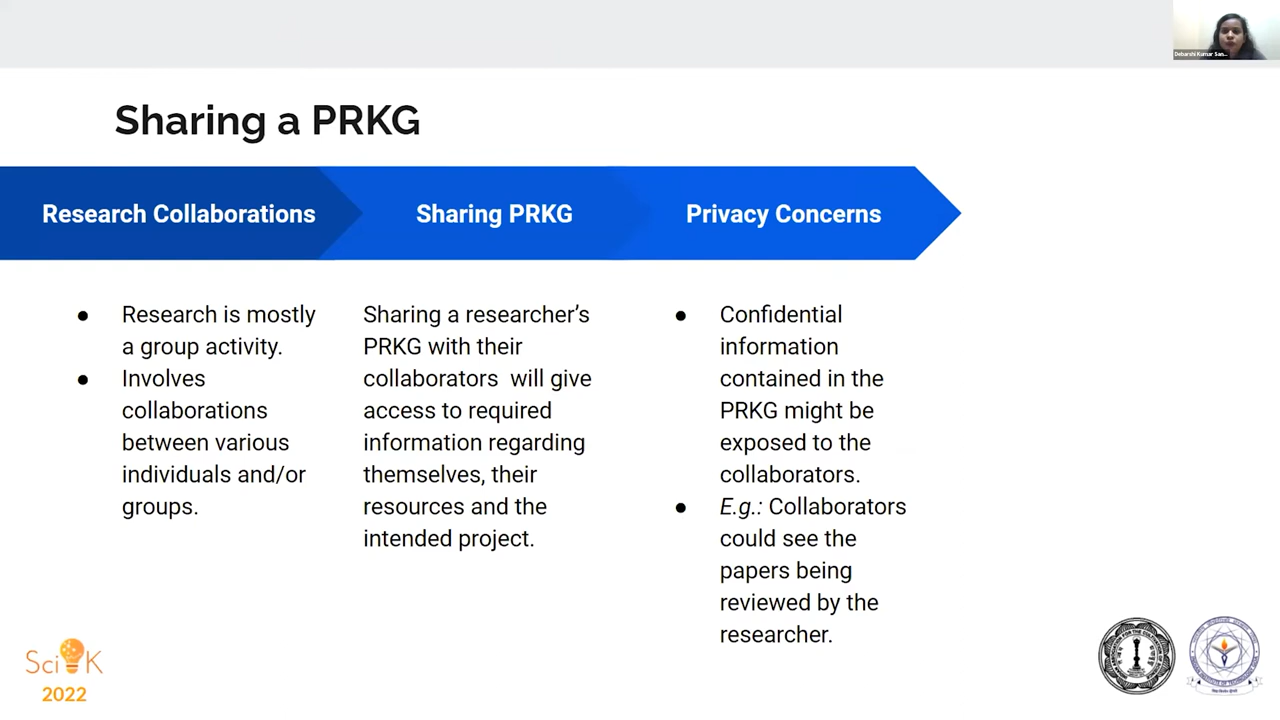 Debarshi Kumar San...
Sharing a PRKG
Research Collaborations
Sharing PRKG
Privacy Concerns
● Research is mostly
a group activity.
● Involves
collaborations
between various
individuals and/or
groups.
Sharing a researcher’s
PRKG with their
collaborators will give
access to required
information regarding
themselves, their
resources and the
intended project.
● Confidential
information
contained in the
PRKG might be
exposed to the
collaborators.
● E.g.: Collaborators
could see the
papers being
reviewed by the
researcher.
Sci K
2022